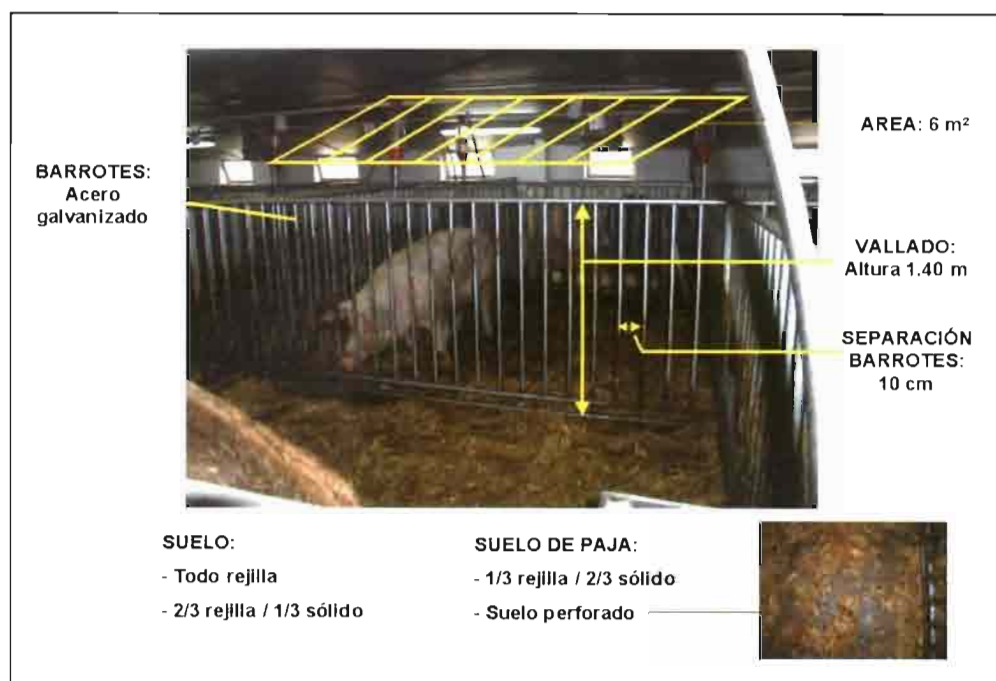 AREA: 6 m²
BARROTES:
Acero
galvanizado
VALLADO:
Altura 1.40 m
SEPARACIÓN
BARROTES:
10 cm
SUELO:
- Todo rejilla
- 2/3 rejilla / 1/3 sólido
SUELO DE PAJA:
- 1/3 rejilla / 2/3 sólido
- Suelo perforado